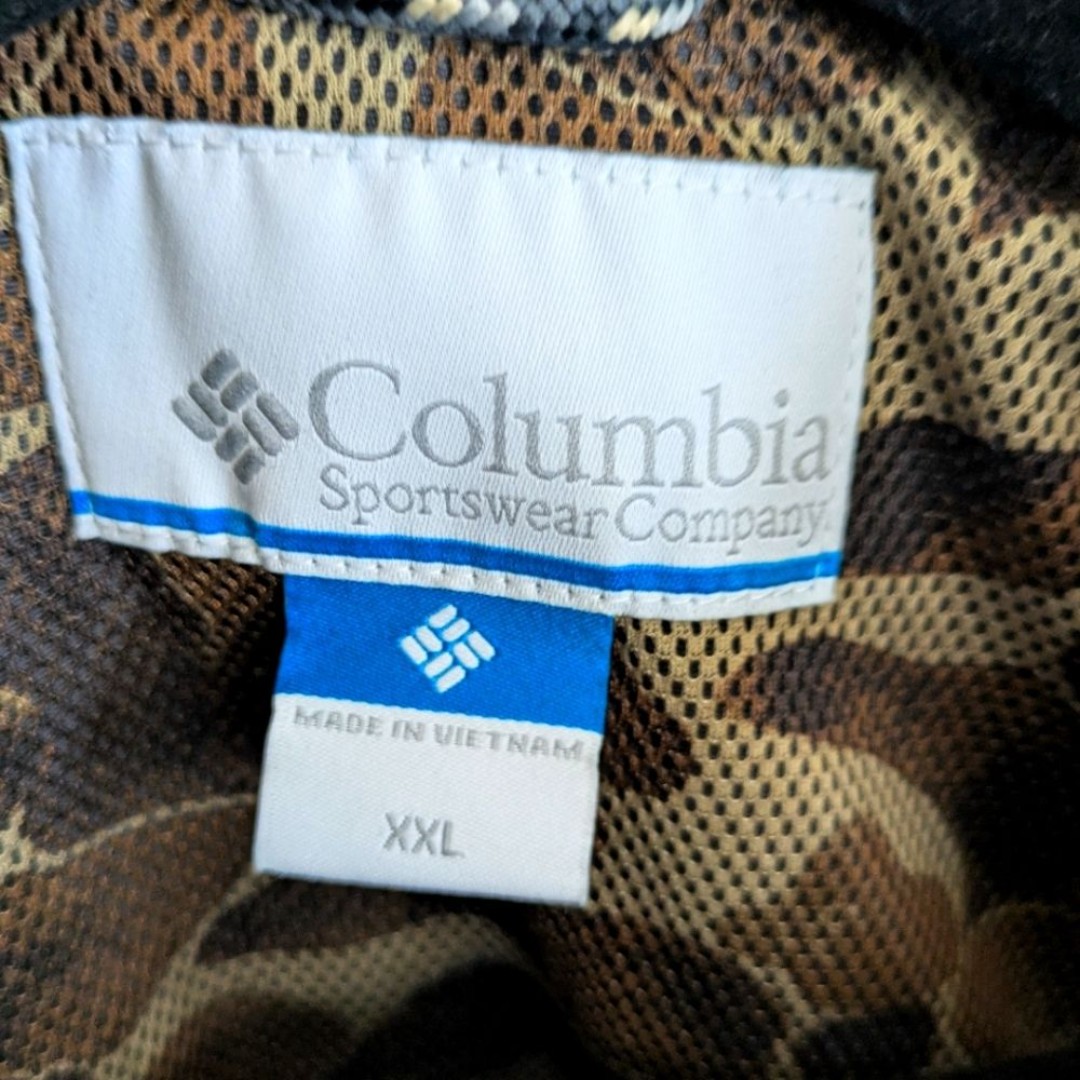 Columbia
Sportswear Company
MADE IN VIETNAM
XXL